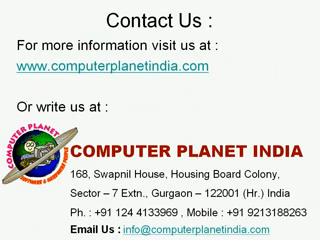 Contact Us :
For more information visit us at :
www.computerplanetindia.com
Or write us at :
COMPUTER PLANET
COMPUTER PLANET INDIA
168, Swapnil House, Housing Board Colony,
Sector – 7 Extn., Gurgaon – 122001 (Hr.) India
Ph. : +91 124 4133969 , Mobile : +91 9213188263
Email Us : info@computerplanetindia.com